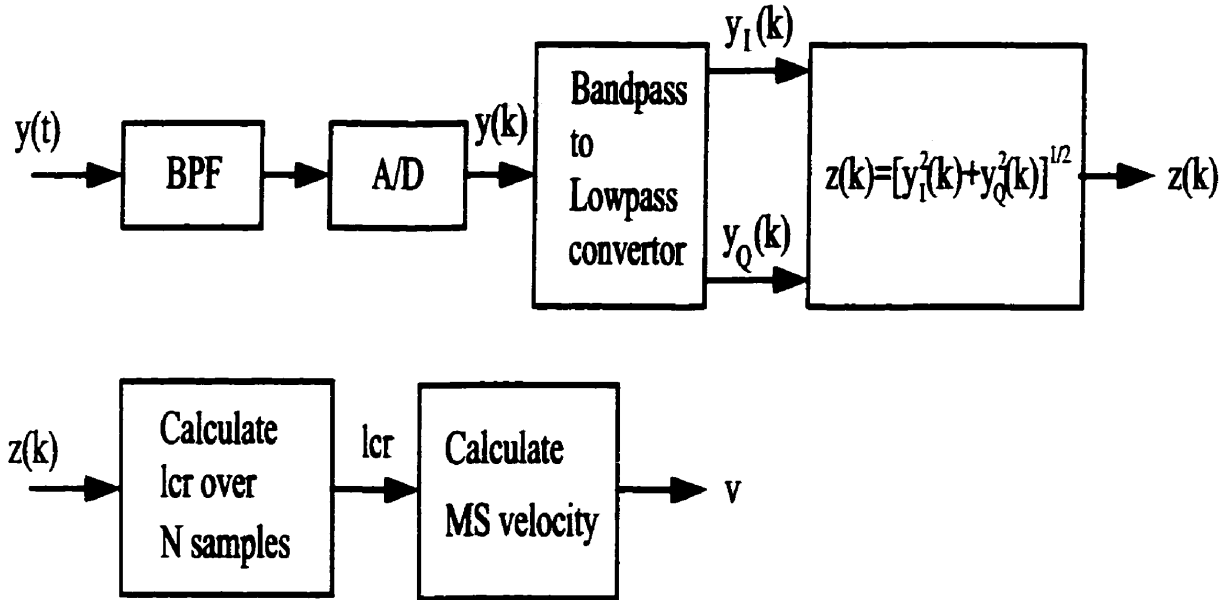 y(t)
BPF
A/D
y(k)
Bandpass
to
Lowpass
convertor
y_I(k)
y_Q(k)
z(k)=[y_I^2(k)+y_Q^2(k)]^{1/2}
z(k)
z(k)
Calculate
lcr over
N samples
lcr
Calculate
MS velocity
v